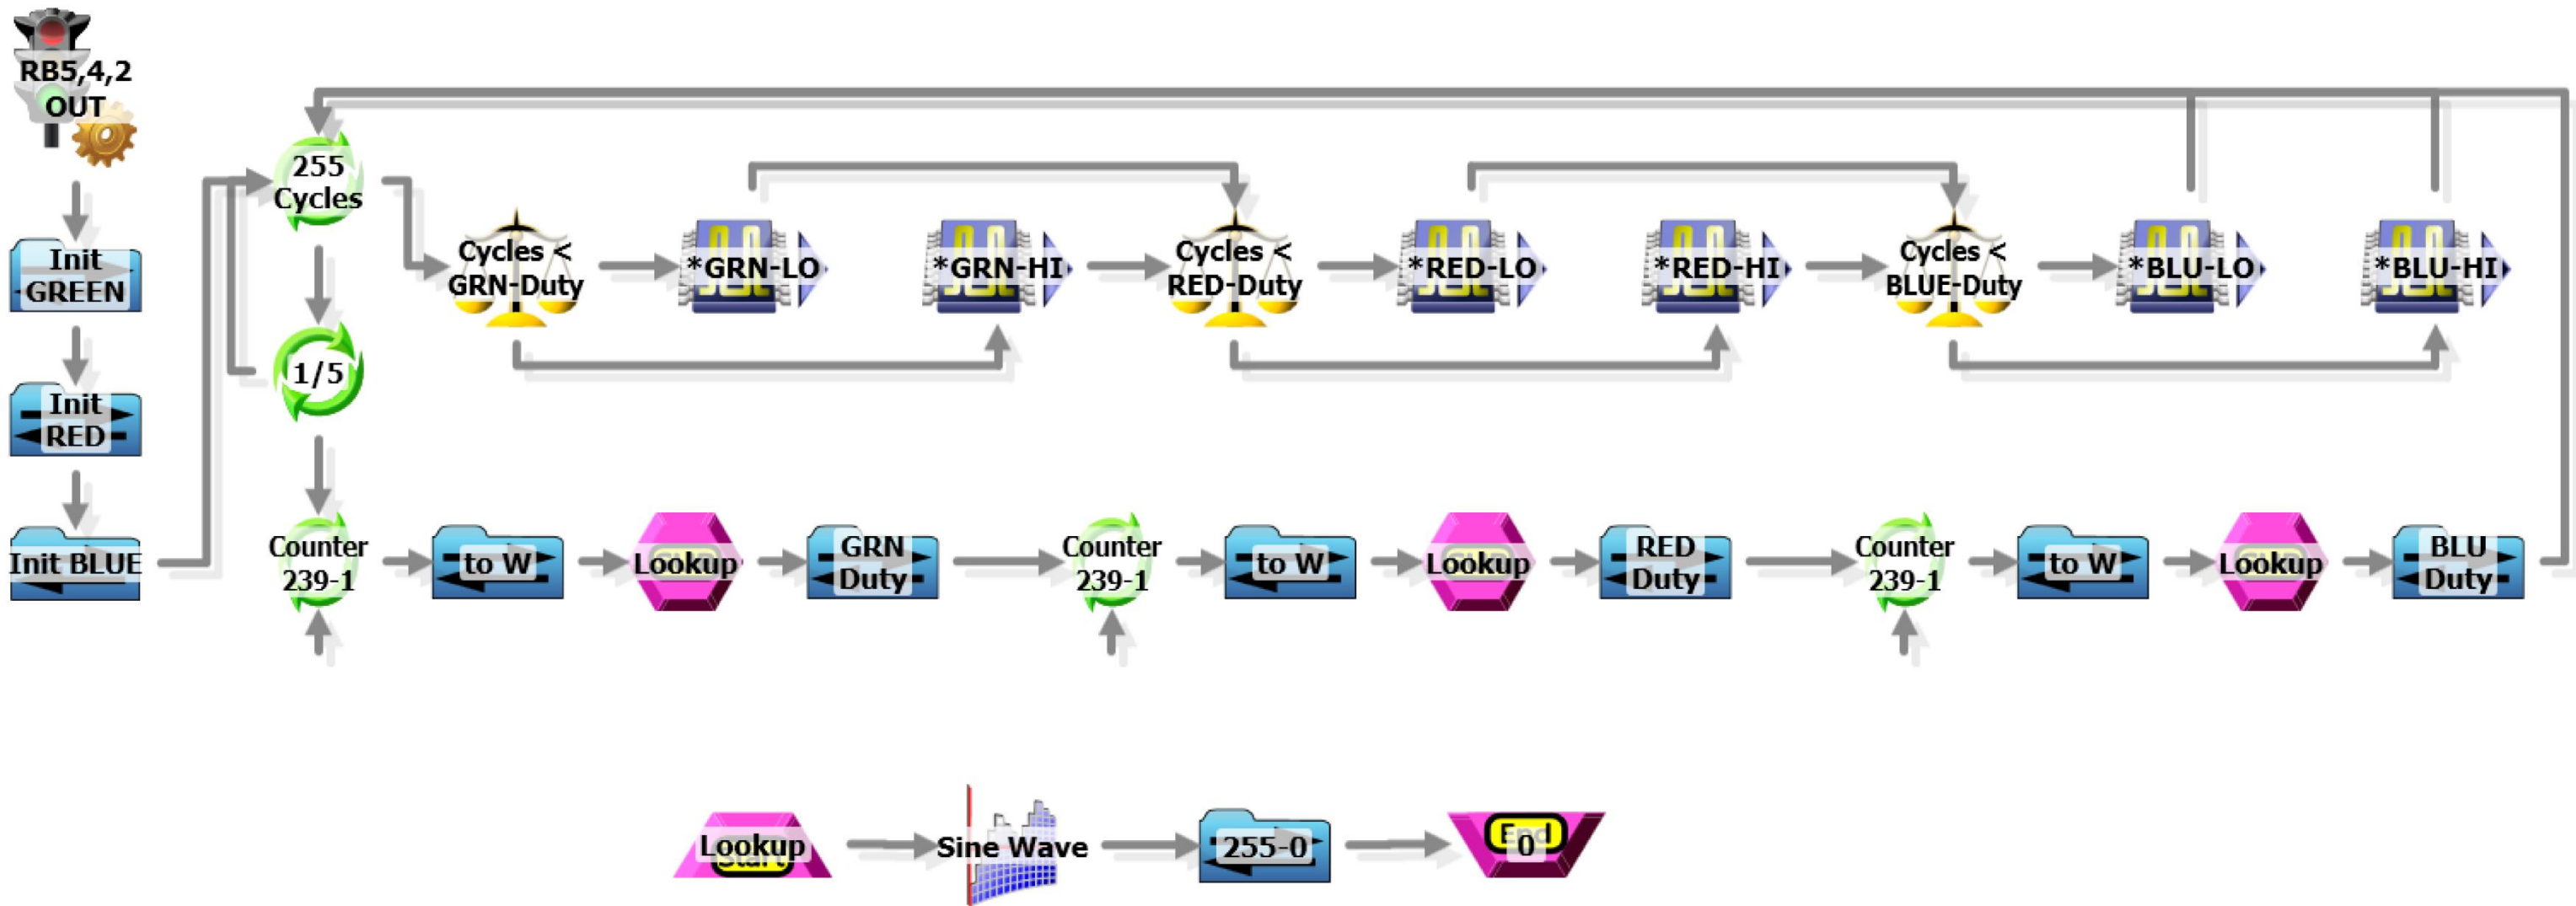 RB5,4,2
OUT
255
Cycles
Init
GREEN
Cycles <
GRN-Duty
*GRN-LO
*GRN-HI
Cycles <
RED-Duty
*RED-LO
*RED-HI
Cycles <
BLUE-Duty
*BLU-LO
*BLU-HI
1/5
Init
RED
Init BLUE
Counter
239-1
to W
Lookup
GRN
Duty
Counter
239-1
to W
Lookup
RED
Duty
Counter
239-1
to W
Lookup
BLU
Duty
Lookup
Start
Sine Wave
255-0
End
0